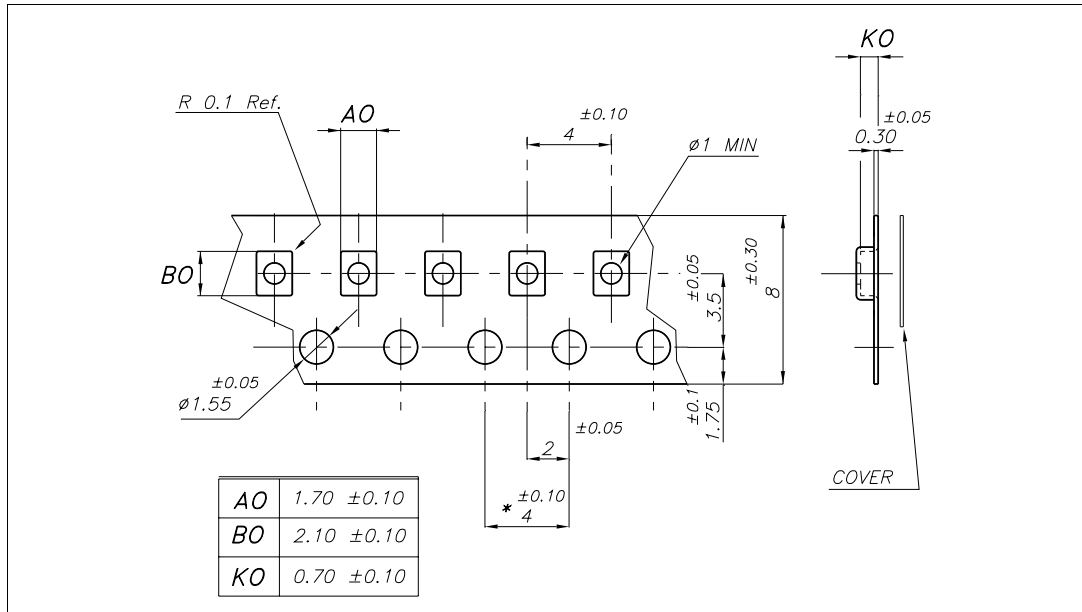 KO
R 0.1 Ref.
AO
±0.10
4
ø1 MIN
±0.05
0.30
BO
±0.05
3.5
±0.30
8
±0.05
ø1.55
±0.1
1.75
±0.05
2
±0.10
* 4
COVER
AO 1.70 ±0.10
BO 2.10 ±0.10
KO 0.70 ±0.10